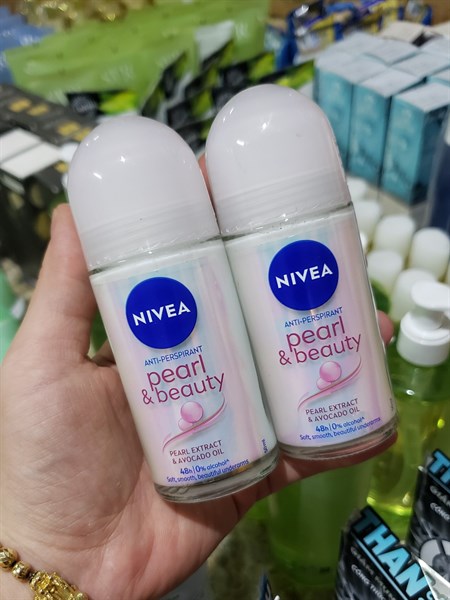 NIVEA
ANTI-PERSPIRANT
pearl
& beauty
PEARL EXTRACT
& AVOCADO OIL
48h | 0% alcohol*
Soft, smooth, beautiful underarms
NIVEA
ANTI-PERSPIRANT
pearl
& beauty
PEARL EXTRACT
& AVOCADO OIL
48h | 0% alcohol*
Soft, smooth, beautiful underarms
THAN